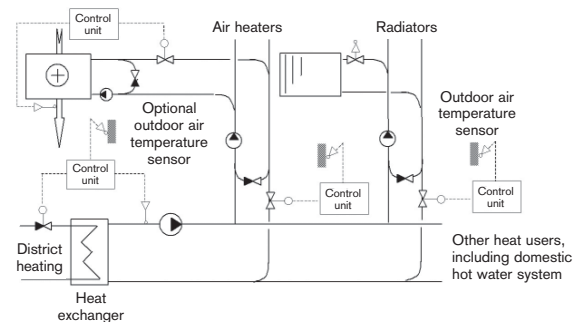 Control
unit
Air heaters
Radiators
Optional
outdoor air
temperature
sensor
Outdoor air
temperature
sensor
Control
unit
Control
unit
Control
unit
District
heating
Heat
exchanger
Other heat users,
including domestic
hot water system